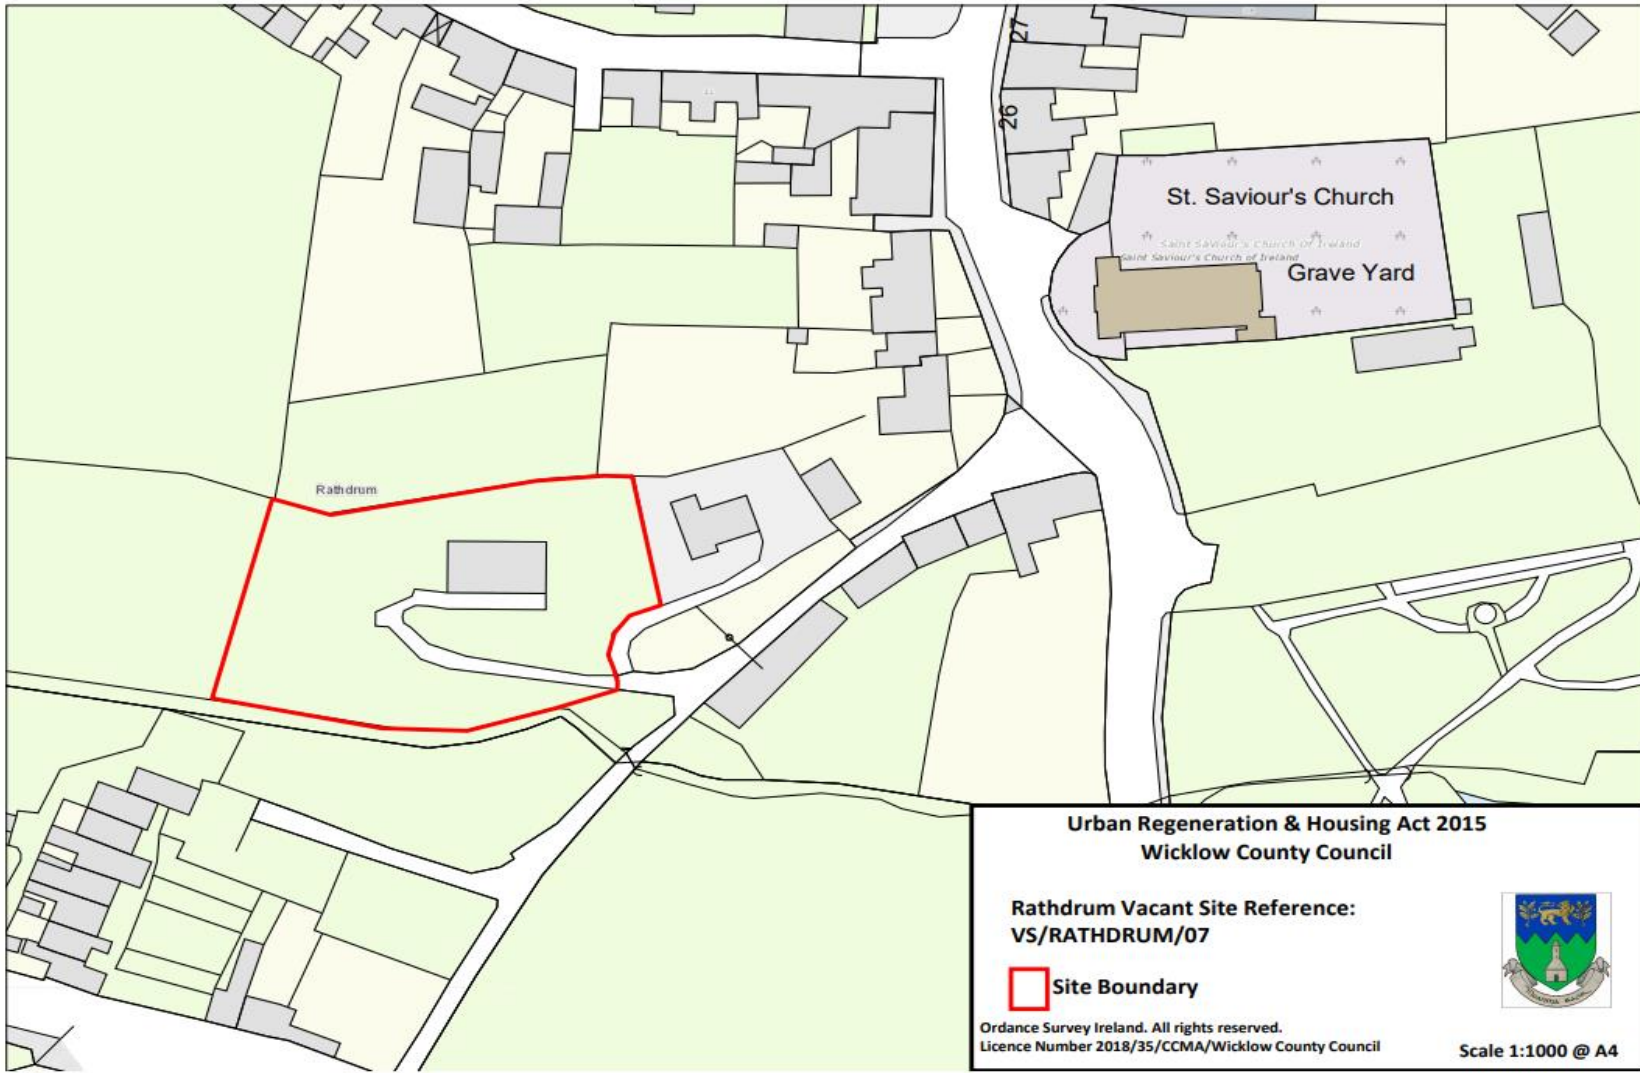 27
26
St. Saviour's Church
Saint Saviour's Church Of Ireland
Saint Saviour's Church of Ireland
Grave Yard
Rathdrum
Urban Regeneration & Housing Act 2015
Wicklow County Council
Rathdrum Vacant Site Reference:
VS/RATHDRUM/07
Site Boundary
Ordance Survey Ireland. All rights reserved.
Licence Number 2018/35/CCMA/Wicklow County Council
Scale 1:1000 @ A4